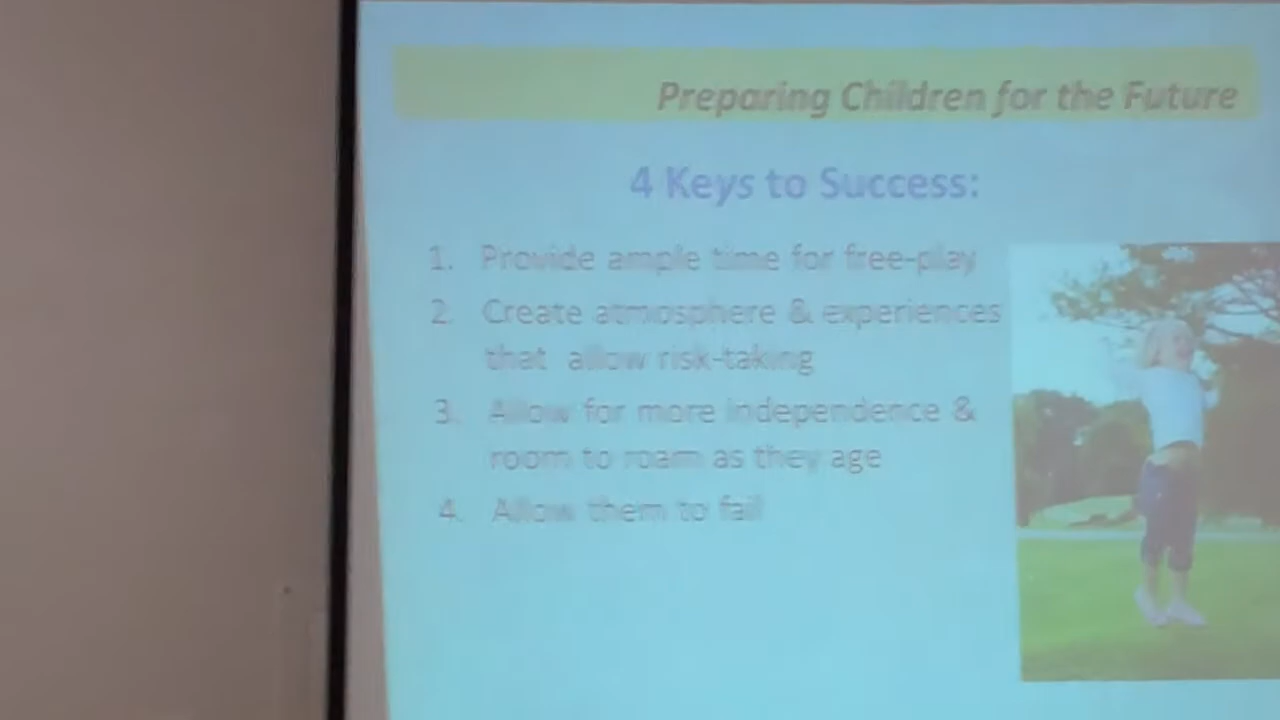 Preparing Children for the Future
4 Keys to Success:
1. Provide ample time for free-play
2. Create atmosphere & experiences
that allow risk-taking
3. Allow for more independence &
room to roam as they age
4. Allow them to fail